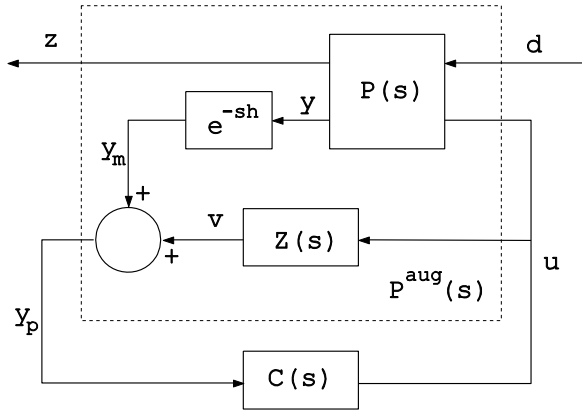 z
d
P(s)
e^-sh
y
y_m
+
v
Z(s)
+
u
P^aug(s)
y_p
C(s)